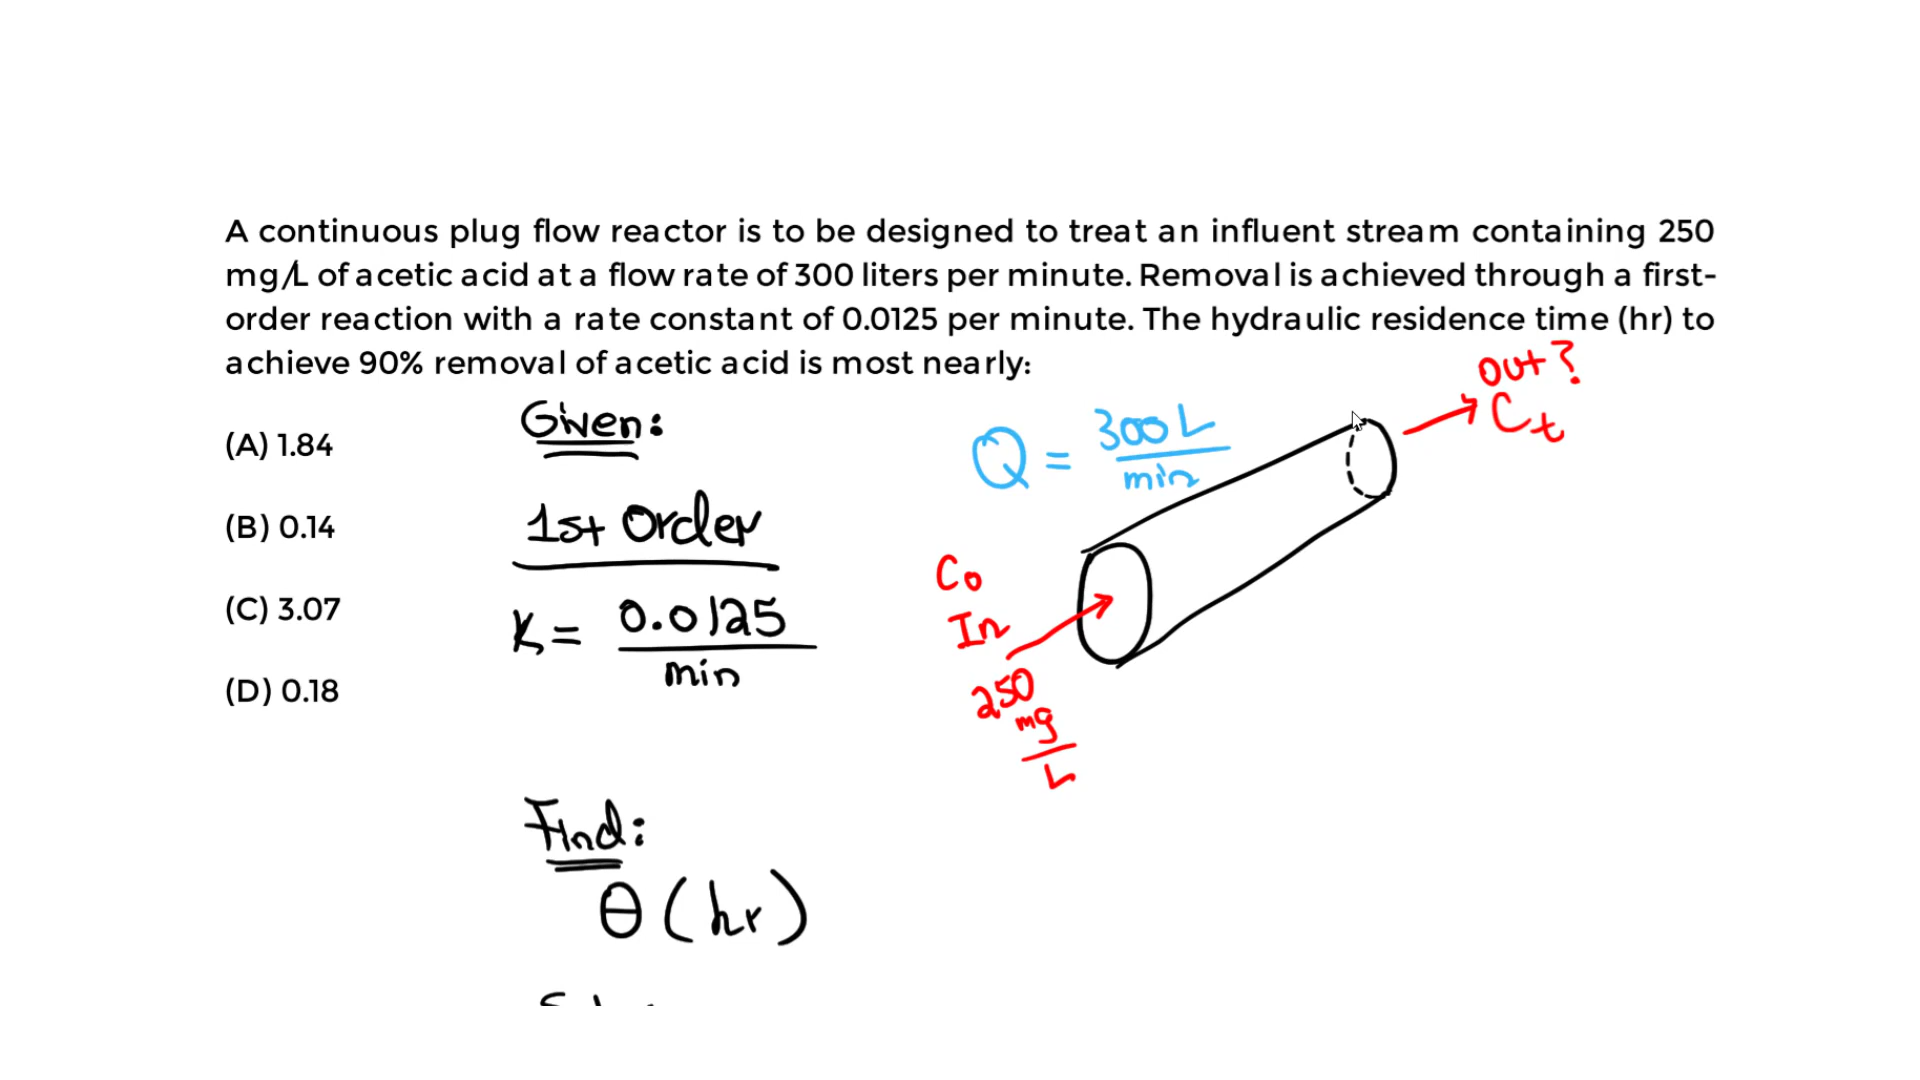 A continuous plug flow reactor is to be designed to treat an influent stream containing 250
mg/L of acetic acid at a flow rate of 300 liters per minute. Removal is achieved through a first-
order reaction with a rate constant of 0.0125 per minute. The hydraulic residence time (hr) to
achieve 90% removal of acetic acid is most nearly:
(A) 1.84
(B) 0.14
(C) 3.07
(D) 0.18
Given:
1st Order
K = 0.0125
min
Find:
θ (hr)
Q = 300 L
min
Out?
Ct
Co
In
250
mg
L